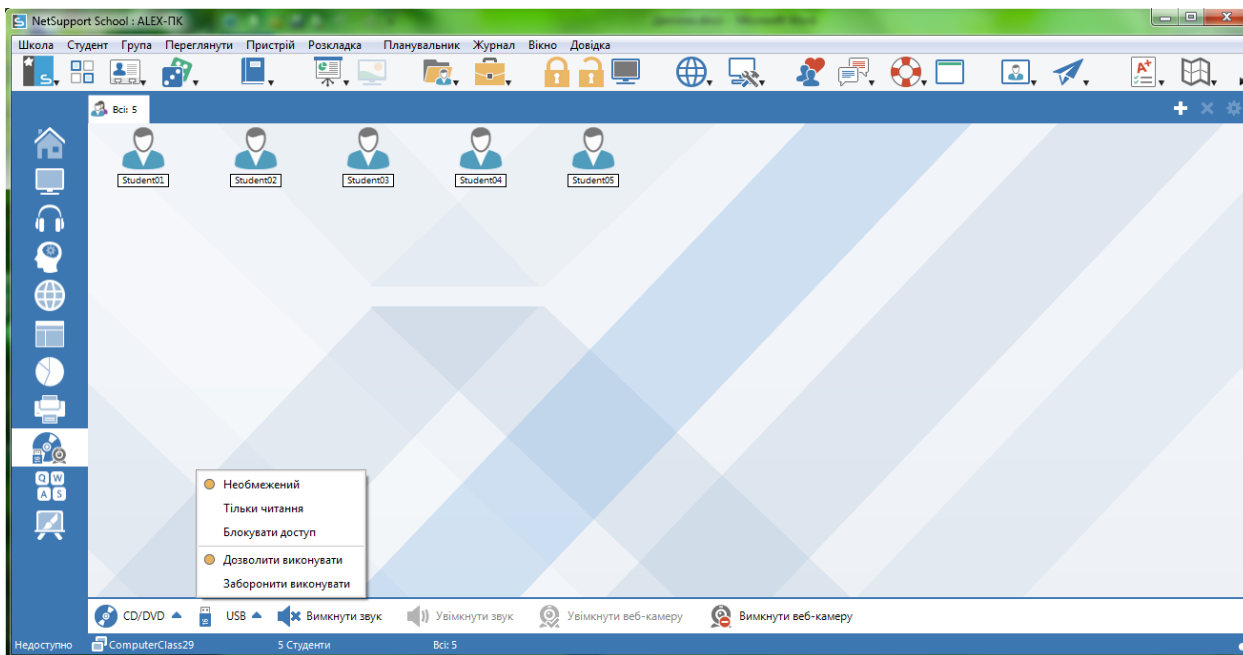 NetSupport School : ALEX-ПК
Школа Студент Група Переглянути Пристрій Розкладка Планувальник Журнал Вікно Довідка
Всі: 5
Student01 Student02 Student03 Student04 Student05
Необмежений
Тільки читання
Блокувати доступ
Дозволити виконувати
Заборонити виконувати
CD/DVD USB Вимкнути звук Увімкнути звук Увімкнути веб-камеру Вимкнути веб-камеру
Недоступно ComputerClass29 5 Студенти Всі: 5